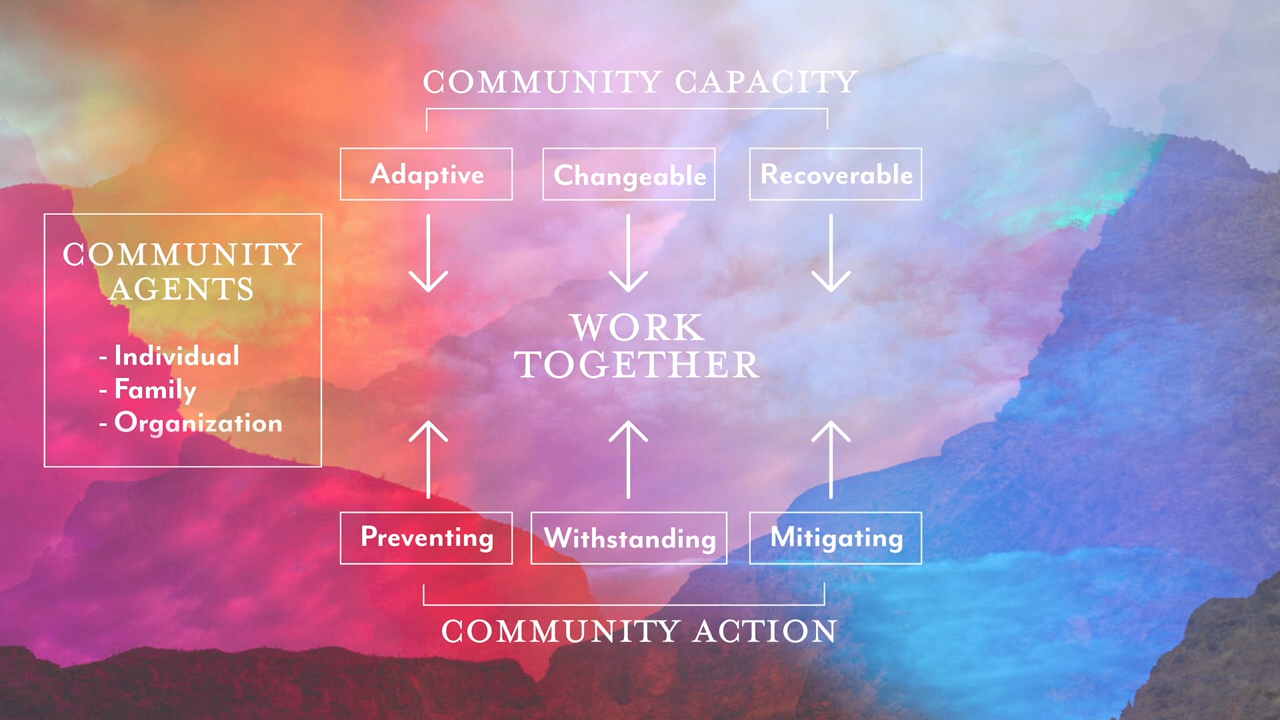 COMMUNITY CAPACITY
Adaptive
Changeable
Recoverable
COMMUNITY
AGENTS
- Individual
- Family
- Organization
WORK
TOGETHER
Preventing
Withstanding
Mitigating
COMMUNITY ACTION